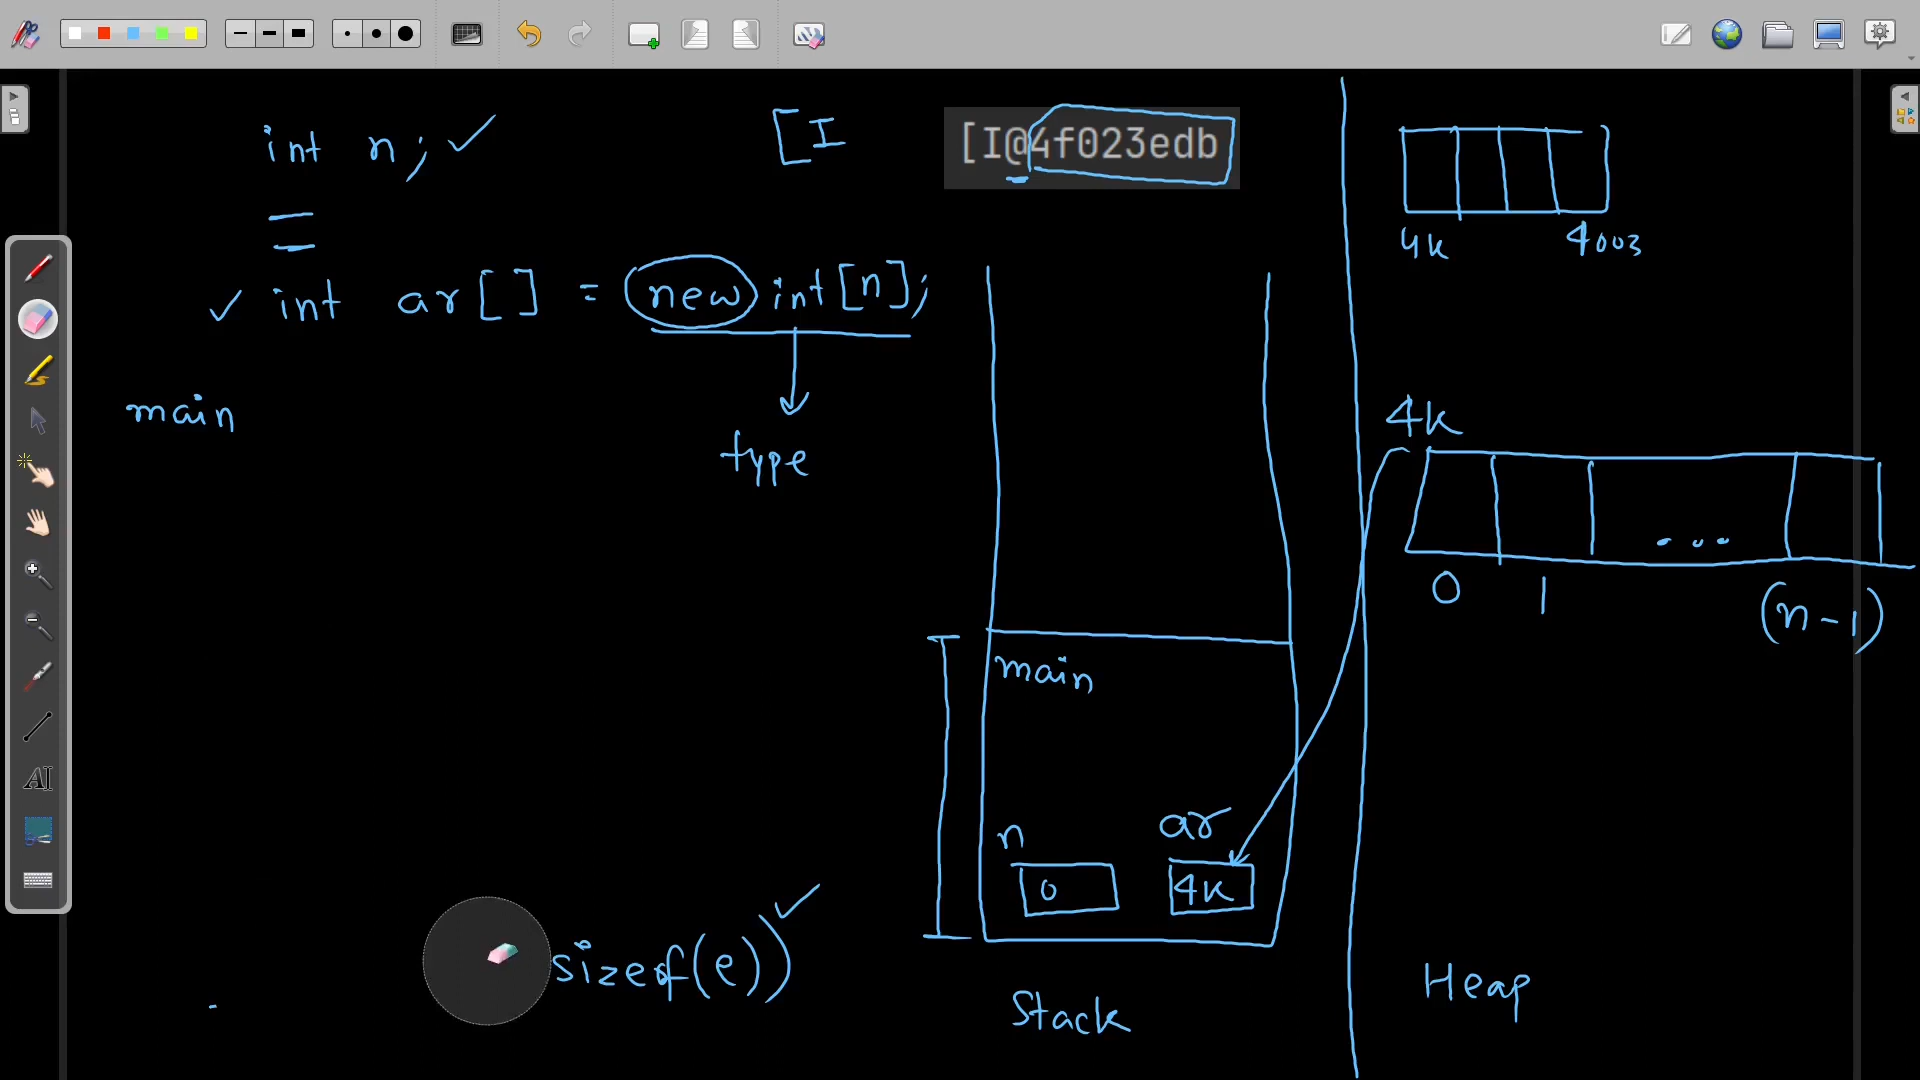 int n; ✓
[I
[I@4f023edb
4k 4003
✓ int ar[] = new int[n];
main
type
4k
...
0 1 (n-1)
main
n ar
0 4k
sizeof(e)) ✓
Stack
Heap
AI